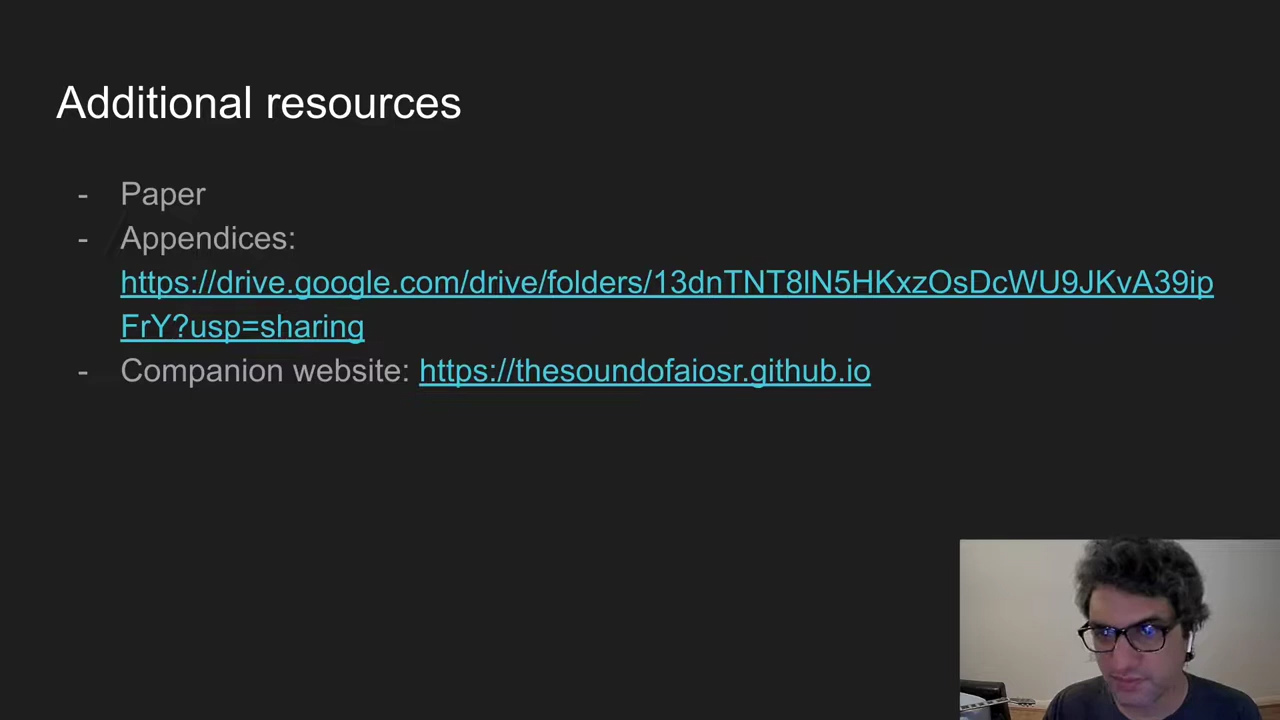 Additional resources
- Paper
- Appendices:
https://drive.google.com/drive/folders/13dnTNT8lN5HKxzOsDcWU9JKvA39ip
FrY?usp=sharing
- Companion website: https://thesoundofaiosr.github.io